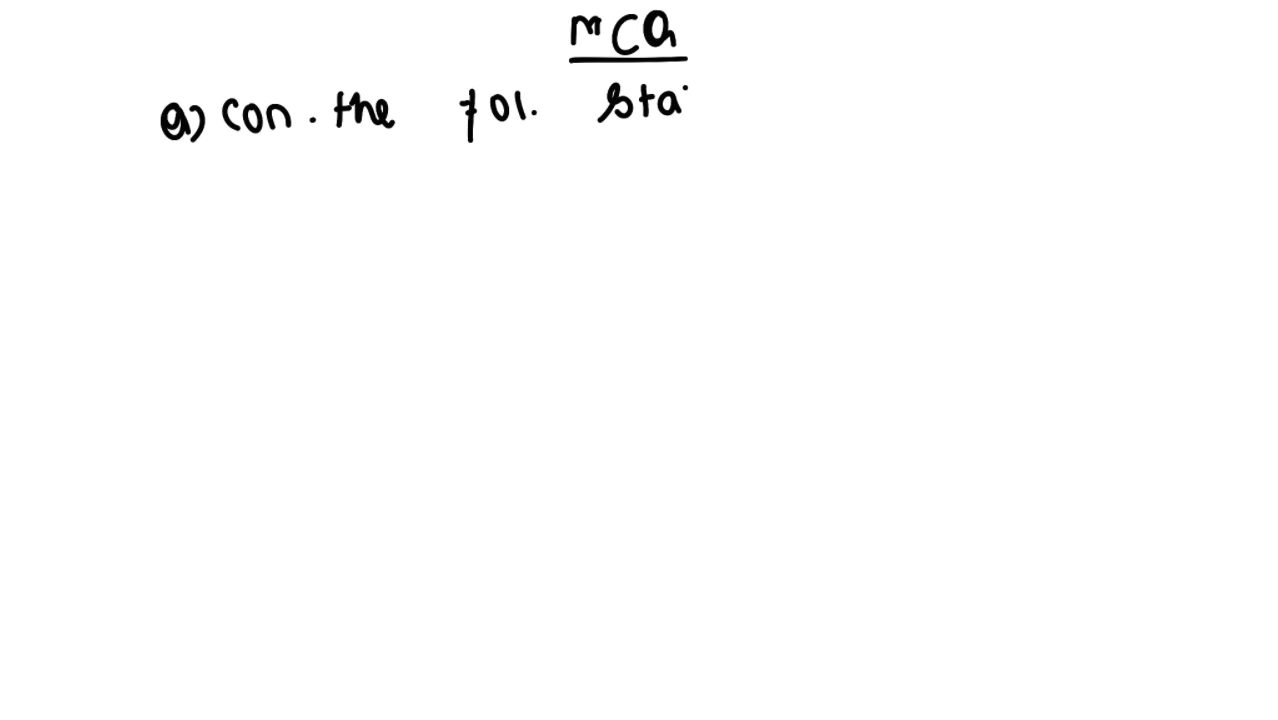 MCQ
Q) Con. the fol. sta